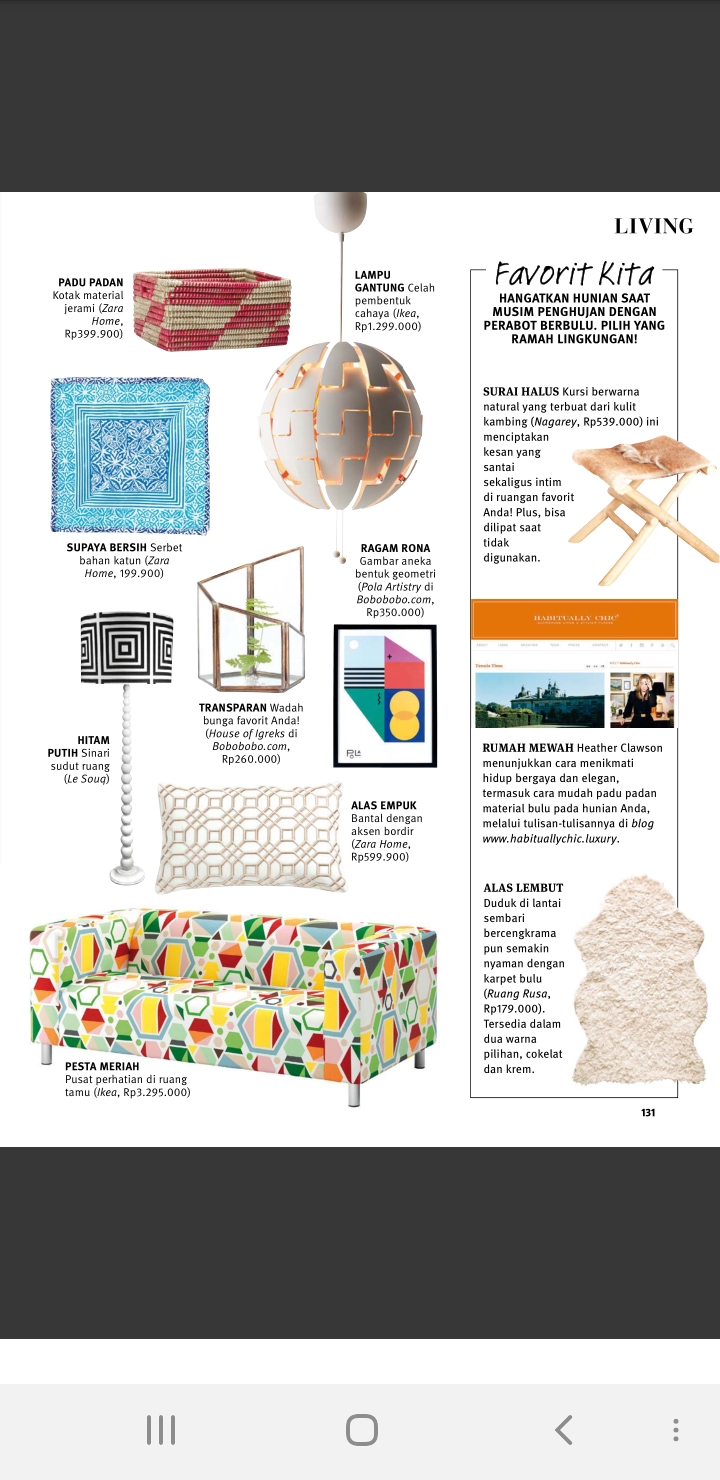 LIVING
PADU PADAN
Kotak material
jerami (Zara
Home,
Rp399.900)
LAMPU
GANTUNG Celah
pembentuk
cahaya (Ikea,
Rp1.299.000)
SUPAYA BERSIH Serbet
bahan katun (Zara
Home, 199.900)
RAGAM RONA
Gambar aneka
bentuk geometri
(Pola Artistry di
Bobobobo.com,
Rp350.000)
TRANSPARAN Wadah
bunga favorit Anda!
(House of Igreks di
Bobobobo.com,
Rp260.000)
HITAM
PUTIH Sinari
sudut ruang
(Le Souq)
ALAS EMPUK
Bantal dengan
aksen bordir
(Zara Home,
Rp599.900)
PESTA MERIAH
Pusat perhatian di ruang
tamu (Ikea, Rp3.295.000)
Favorit Kita
HANGATKAN HUNIAN SAAT
MUSIM PENGHUJAN DENGAN
PERABOT BERBULU. PILIH YANG
RAMAH LINGKUNGAN!
SURAI HALUS Kursi berwarna
natural yang terbuat dari kulit
kambing (Nagarey, Rp539.000) ini
menciptakan
kesan yang
santai
sekaligus intim
di ruangan favorit
Anda! Plus, bisa
dilipat saat
tidak
digunakan.
HABITUALLY CHIC
RUMAH MEWAH Heather Clawson
menunjukkan cara menikmati
hidup bergaya dan elegan,
termasuk cara mudah padu padan
material bulu pada hunian Anda,
melalui tulisan-tulisannya di blog
www.habituallychic.luxury.
ALAS LEMBUT
Duduk di lantai
sembari
bercengkrama
pun semakin
nyaman dengan
karpet bulu
(Ruang Rusa,
Rp179.000).
Tersedia dalam
dua warna
pilihan, cokelat
dan krem.
131